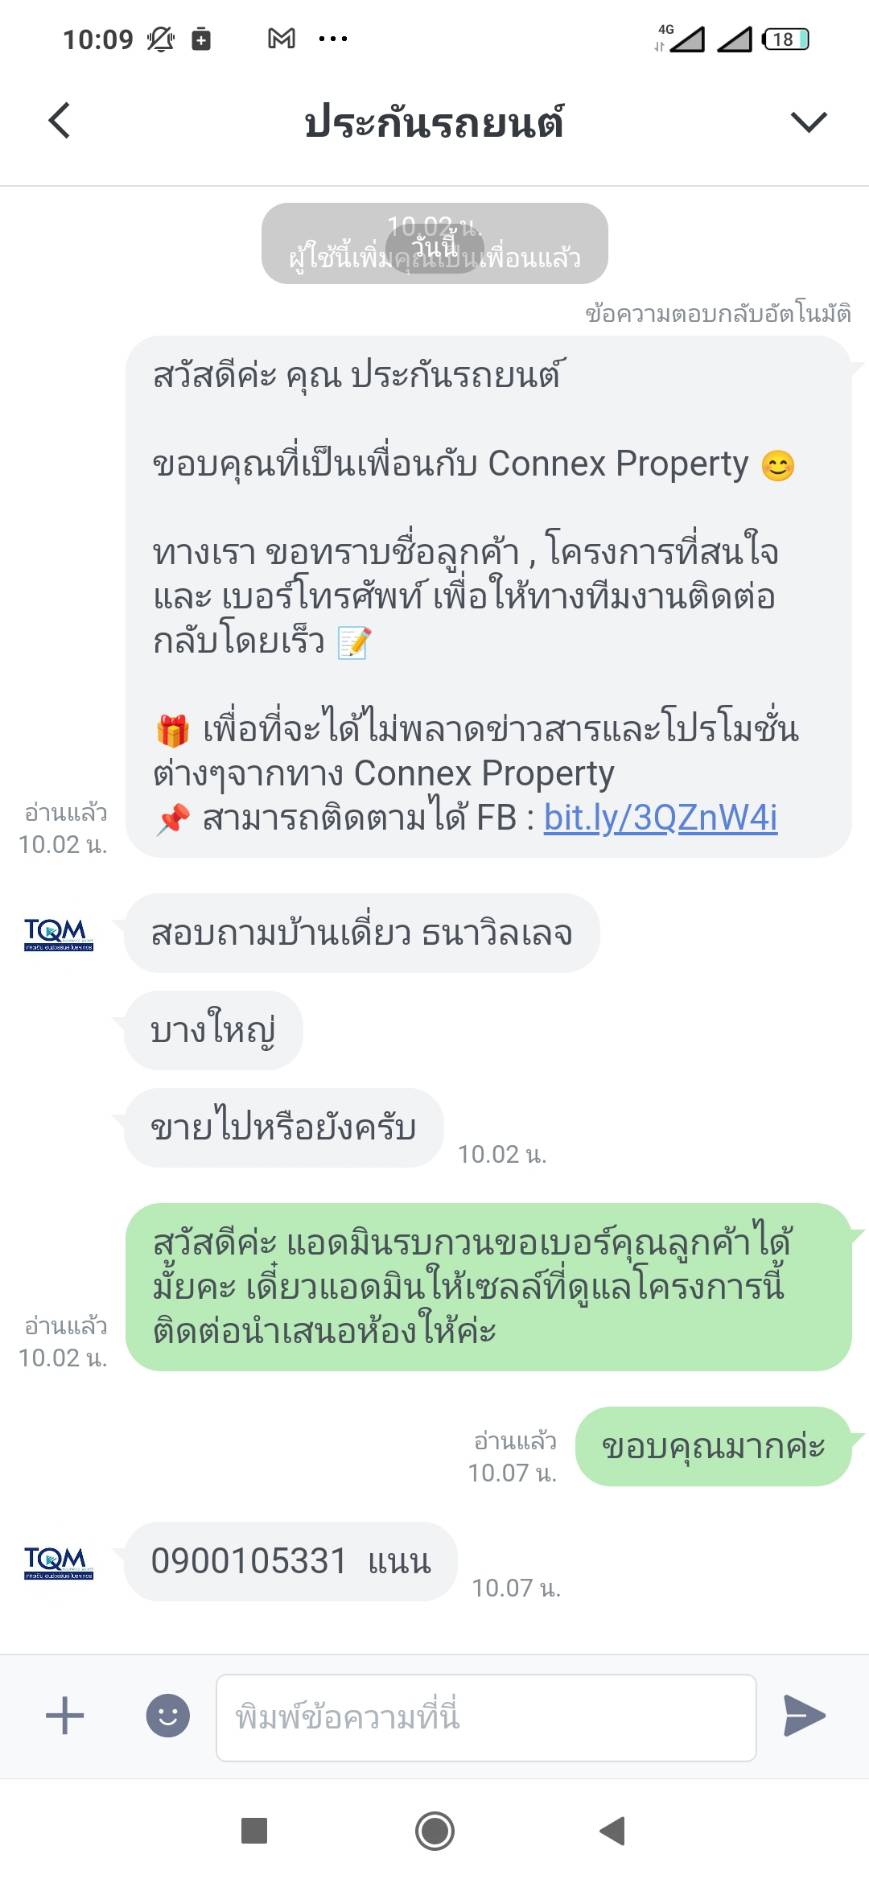 10:09
4G
18
ประกันรถยนต์
10.02 น.
วันนี้
ผู้ใช้นี้เพิ่มคุณเป็นเพื่อนแล้ว
ข้อความตอบกลับอัตโนมัติ
สวัสดีค่ะ คุณ ประกันรถยนต์
ขอบคุณที่เป็นเพื่อนกับ Connex Property 😊
ทางเรา ขอทราบชื่อลูกค้า , โครงการที่สนใจ
และ เบอร์โทรศัพท์ เพื่อให้ทางทีมงานติดต่อ
กลับโดยเร็ว 📝
🎁 เพื่อที่จะได้ไม่พลาดข่าวสารและโปรโมชั่น
ต่างๆจากทาง Connex Property
📌 สามารถติดตามได้ FB : bit.ly/3QZnW4i
อ่านแล้ว
10.02 น.
TQM
สอบถามบ้านเดี่ยว ธนาวิลเลจ
บางใหญ่
ขายไปหรือยังครับ
10.02 น.
สวัสดีค่ะ แอดมินรบกวนขอเบอร์คุณลูกค้าได้
มั้ยคะ เดี๋ยวแอดมินให้เซลล์ที่ดูแลโครงการนี้
ติดต่อนำเสนอห้องให้ค่ะ
อ่านแล้ว
10.02 น.
ขอบคุณมากค่ะ
อ่านแล้ว
10.07 น.
TQM
0900105331 แนน
10.07 น.
พิมพ์ข้อความที่นี่